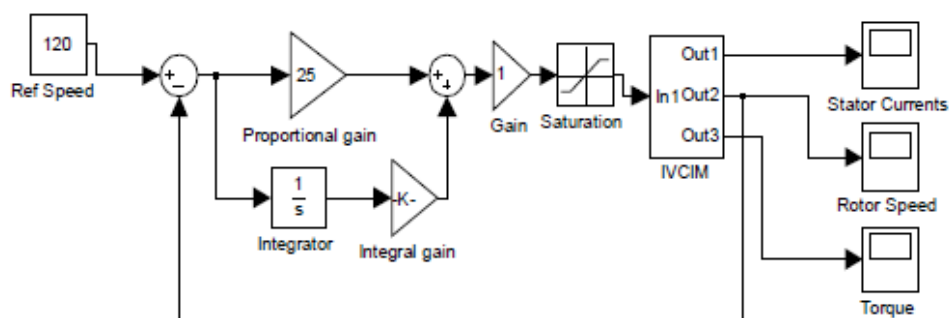 120
Ref Speed
+
−
25
Proportional gain
1
s
Integrator
-K-
Integral gain
+
+
1
Gain
Saturation
In1
Out1
Out2
Out3
IVCIM
Stator Currents
Rotor Speed
Torque